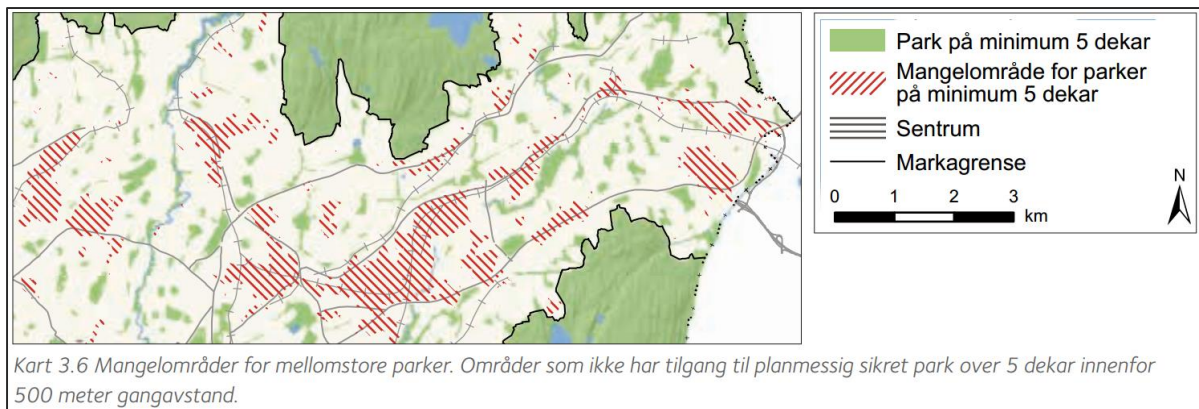 Park på minimum 5 dekar
Mangelområde for parker
på minimum 5 dekar
Sentrum
Markagrense
0 1 2 3
km
N
Kart 3.6 Mangelområder for mellomstore parker. Områder som ikke har tilgang til planmessig sikret park over 5 dekar innenfor
500 meter gangavstand.